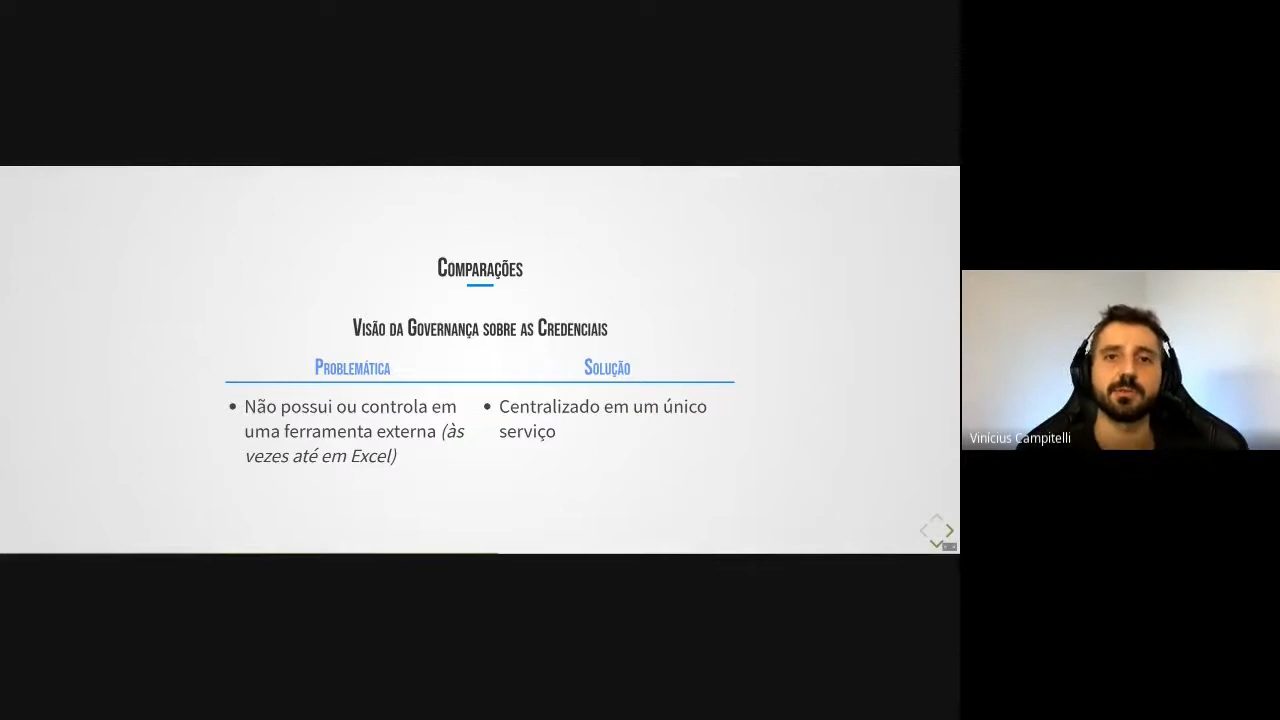 Comparações
Visão da Governança sobre as Credenciais
Problemática
Solução
• Não possui ou controla em
uma ferramenta externa (às
vezes até em Excel)
• Centralizado em um único
serviço
Vinícius Campitelli